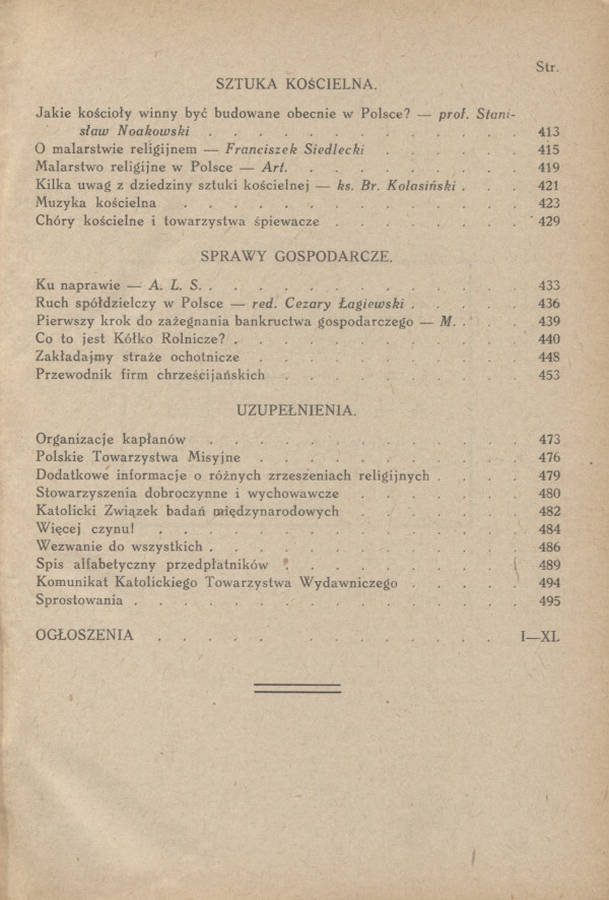 Str.
SZTUKA KOŚCIELNA.
Jakie kościoły winny być budowane obecnie w Polsce? — prof. Stani-
sław Noakowski . . . . . . . . . . . . 413
O malarstwie religijnem — Franciszek Siedlecki . . . . . . 415
Malarstwo religijne w Polsce — Art. . . . . . . . . . 419
Kilka uwag z dziedziny sztuki kościelnej — ks. Br. Kolasiński . . . 421
Muzyka kościelna . . . . . . . . . . . . . 423
Chóry kościelne i towarzystwa śpiewacze . . . . . . . . 429
SPRAWY GOSPODARCZE.
Ku naprawie — A. L. S. . . . . . . . . . . . . 433
Ruch spółdzielczy w Polsce — red. Cezary Łagiewski . . . . . 436
Pierwszy krok do zażegnania bankructwa gospodarczego — M. . . . 439
Co to jest Kółko Rolnicze? . . . . . . . . . . . . 440
Zakładajmy straże ochotnicze . . . . . . . . . . . 448
Przewodnik firm chrześcijańskich . . . . . . . . . . 453
UZUPEŁNIENIA.
Organizacje kapłanów . . . . . . . . . . . . 473
Polskie Towarzystwa Misyjne . . . . . . . . . . . 476
Dodatkowe informacje o różnych zrzeszeniach religijnych . . . . 479
Stowarzyszenia dobroczynne i wychowawcze . . . . . . . 480
Katolicki Związek badań międzynarodowych . . . . . . . 482
Więcej czynu! . . . . . . . . . . . . . . 484
Wezwanie do wszystkich . . . . . . . . . . . . . 486
Spis alfabetyczny przedpłatników . . . . . . . . . . 489
Komunikat Katolickiego Towarzystwa Wydawniczego . . . . . 494
Sprostowania . . . . . . . . . . . . . . . . 495
OGŁOSZENIA . . . . . . . . . . . . . I—XL